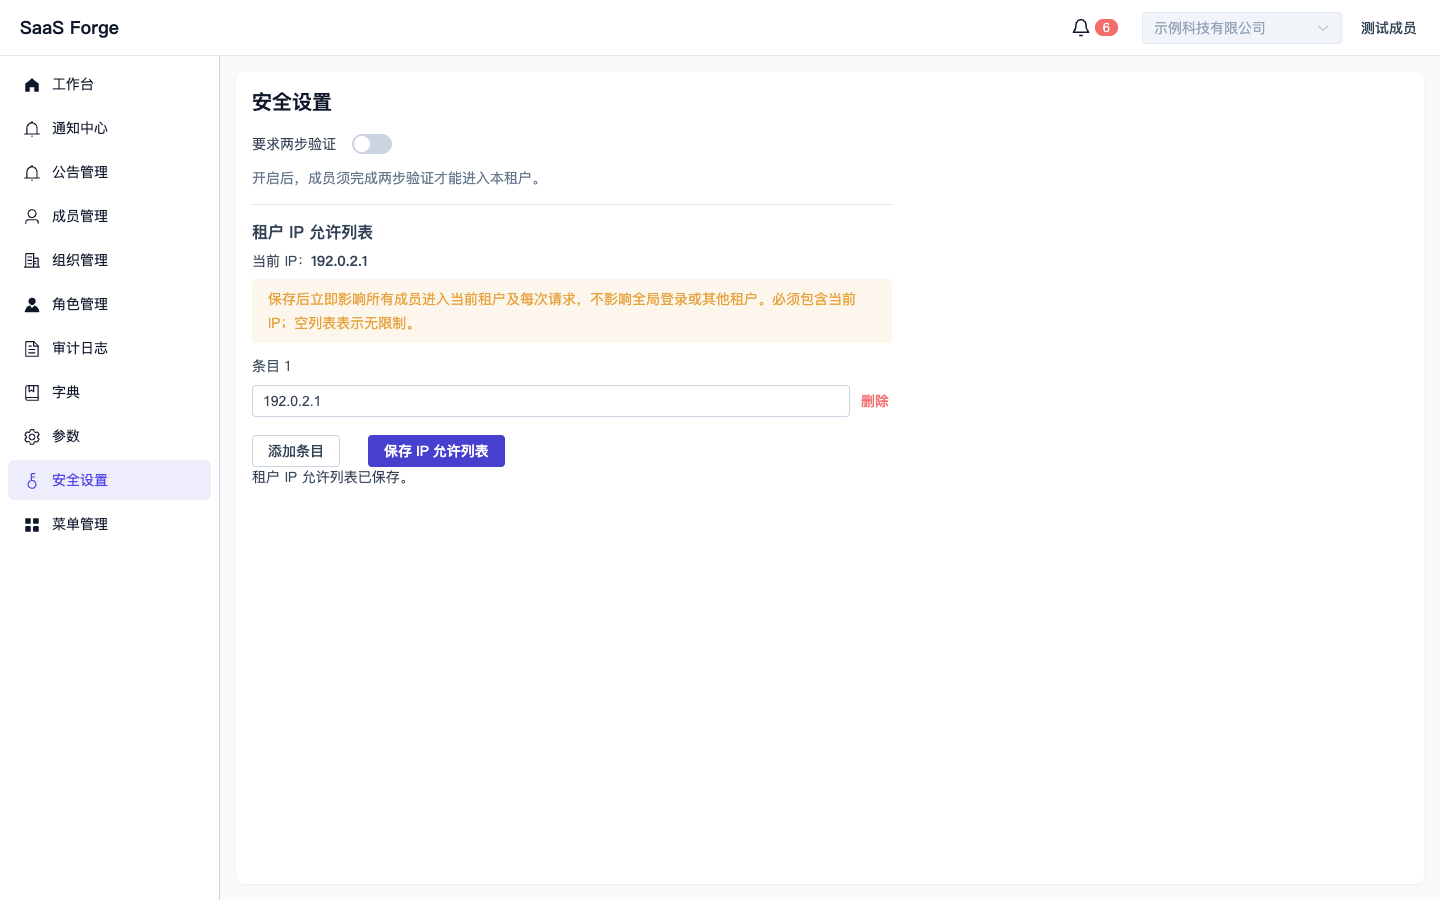 SaaS Forge
6
示例科技有限公司
测试成员
工作台
通知中心
公告管理
成员管理
组织管理
角色管理
审计日志
字典
参数
安全设置
菜单管理
安全设置
要求两步验证
开启后，成员须完成两步验证才能进入本租户。
租户 IP 允许列表
当前 IP：192.0.2.1
保存后立即影响所有成员进入当前租户及每次请求，不影响全局登录或其他租户。必须包含当前
IP；空列表表示无限制。
条目 1
192.0.2.1
删除
添加条目
保存 IP 允许列表
租户 IP 允许列表已保存。